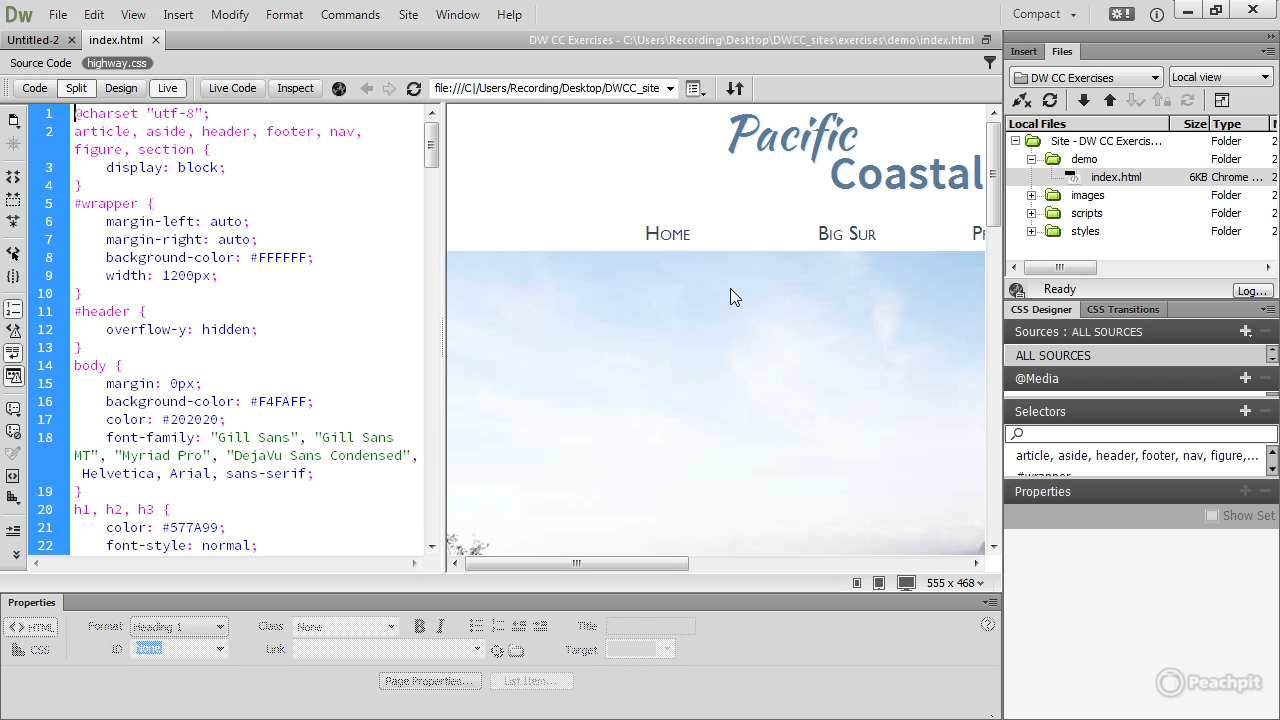 Dw File Edit View Insert Modify Format Commands Site Window Help Compact
Untitled-2 index.html DW CC Exercises - C:\Users\Recording\Desktop\DWCC_sites\exercises\demo\index.html
Source Code highway.css
Code Split Design Live Live Code Inspect file:///C|/Users/Recording/Desktop/DWCC_site
1 @charset "utf-8";
2 article, aside, header, footer, nav,
figure, section {
3 display: block;
4 }
5 #wrapper {
6 margin-left: auto;
7 margin-right: auto;
8 background-color: #FFFFFF;
9 width: 1200px;
10 }
11 #header {
12 overflow-y: hidden;
13 }
14 body {
15 margin: 0px;
16 background-color: #F4FAFF;
17 color: #202020;
18 font-family: "Gill Sans", "Gill Sans
MT", "Myriad Pro", "DejaVu Sans Condensed",
Helvetica, Arial, sans-serif;
19 }
20 h1, h2, h3 {
21 color: #577A99;
22 font-style: normal;
Pacific
Coastal
Home Big Sur
555 x 468
Insert Files
DW CC Exercises Local view
Local Files Size Type
Site - DW CC Exercis... Folder 2
demo Folder 2
index.html 6KB Chrome ... 2
images Folder 2
scripts Folder 2
styles Folder 2
Ready Log...
CSS Designer CSS Transitions
Sources : ALL SOURCES
ALL SOURCES
@Media
Selectors
article, aside, header, footer, nav, figure,...
#wrapper
Properties
Show Set
Properties
<> HTML Format Heading 1 Class None B I Title
CSS ID None Link Target
Page Properties... List Item...
Peachpit